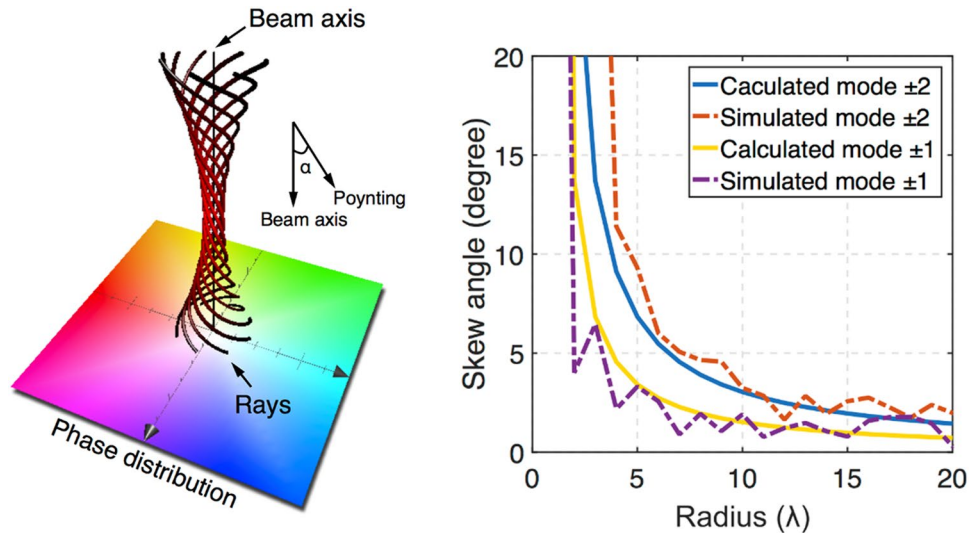 Beam axis
α
Poynting
Beam axis
Rays
Phase distribution
20
15
10
5
0
Skew angle (degree)
Caculated mode ±2
Simulated mode ±2
Calculated mode ±1
Simulated mode ±1
0
5
10
15
20
Radius (λ)